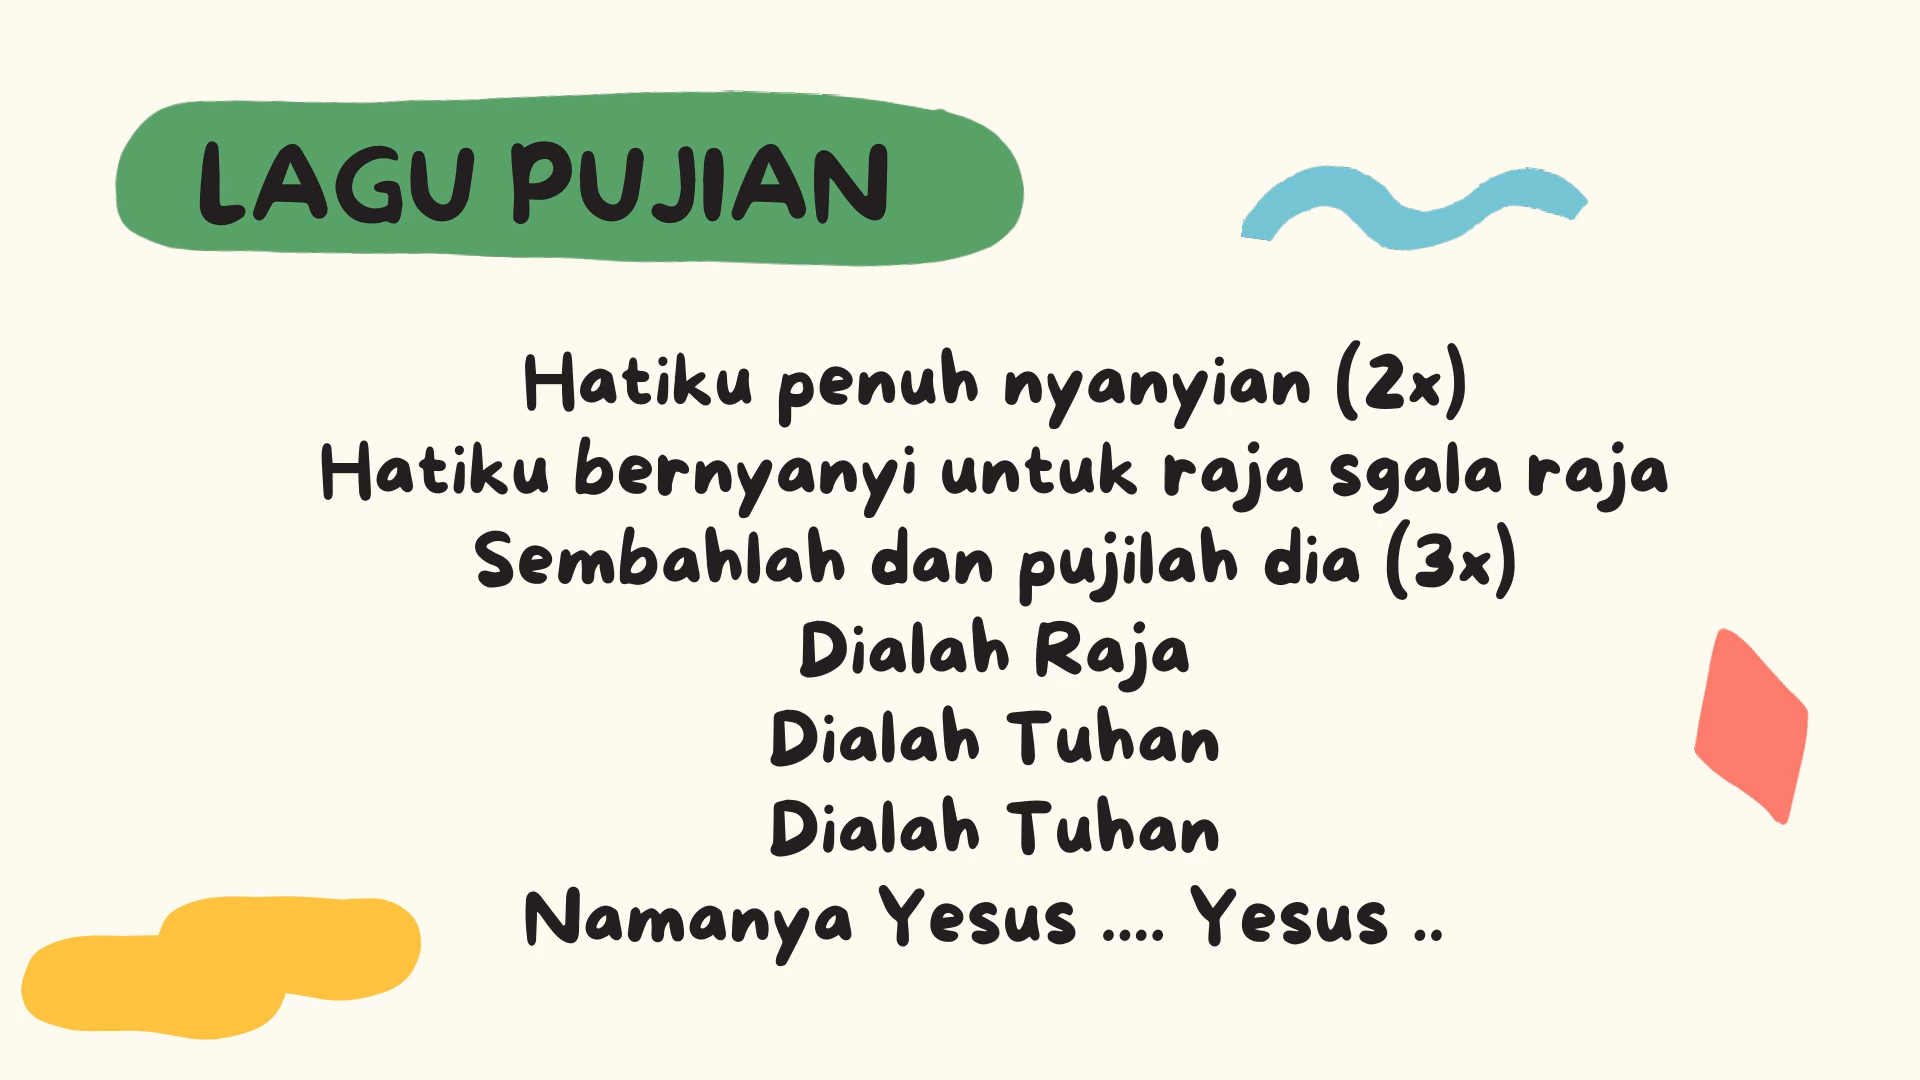 LAGU PUJIAN
Hatiku penuh nyanyian (2x)
Hatiku bernyanyi untuk raja sgala raja
Sembahlah dan pujilah dia (3x)
Dialah Raja
Dialah Tuhan
Dialah Tuhan
Namanya Yesus .... Yesus ..